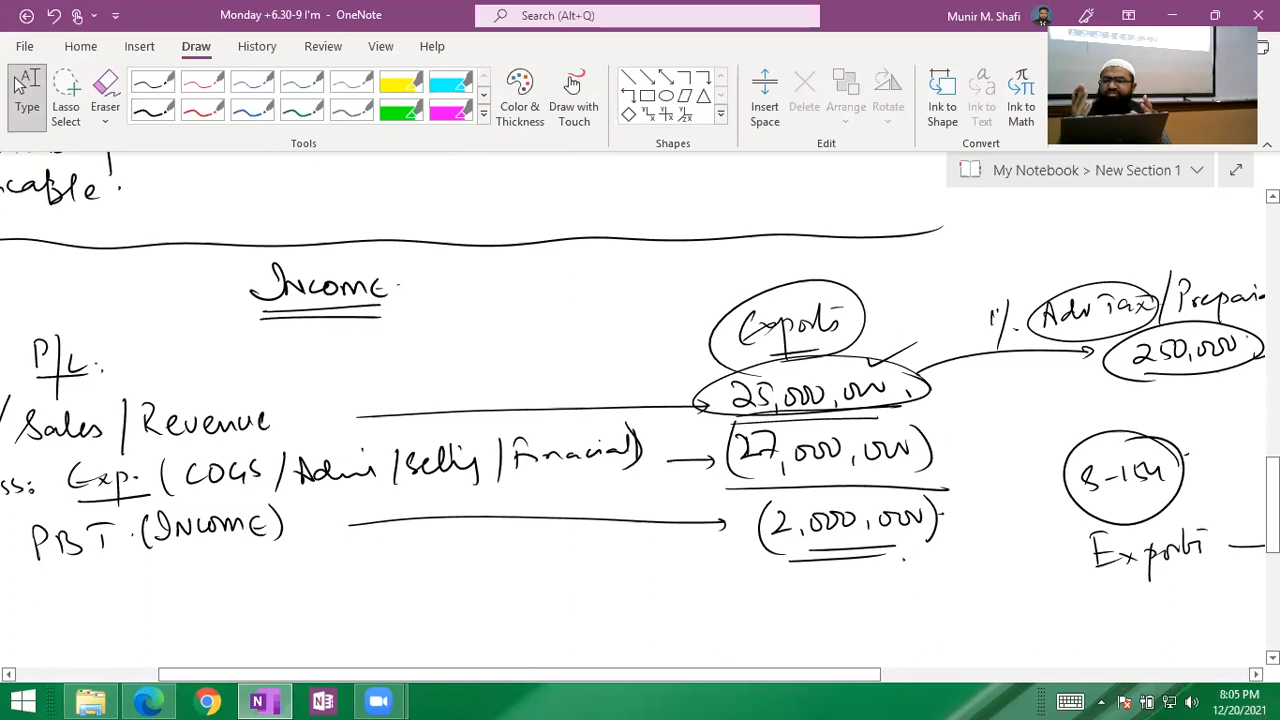 Monday +6.30-9 I'm - OneNote
Search (Alt+Q)
Munir M. Shafi
File Home Insert Draw History Review View Help
Type
Lasso Select
Eraser
Color & Thickness
Draw with Touch
Insert Space
Delete
Arrange
Rotate
Ink to Shape
Ink to Text
Ink to Math
Tools
Shapes
Edit
Convert
My Notebook > New Section 1
icable!
Income
Exports
1%. Adv Tax / Prepai
250,000
P/L:
/ Sales / Revenue 25,000,000
ss: Exp. (COGS / Admin / Selling / Financial) (27,000,000)
PBT. (Income) (2,000,000)
S-154
Exports
8:05 PM
12/20/2021